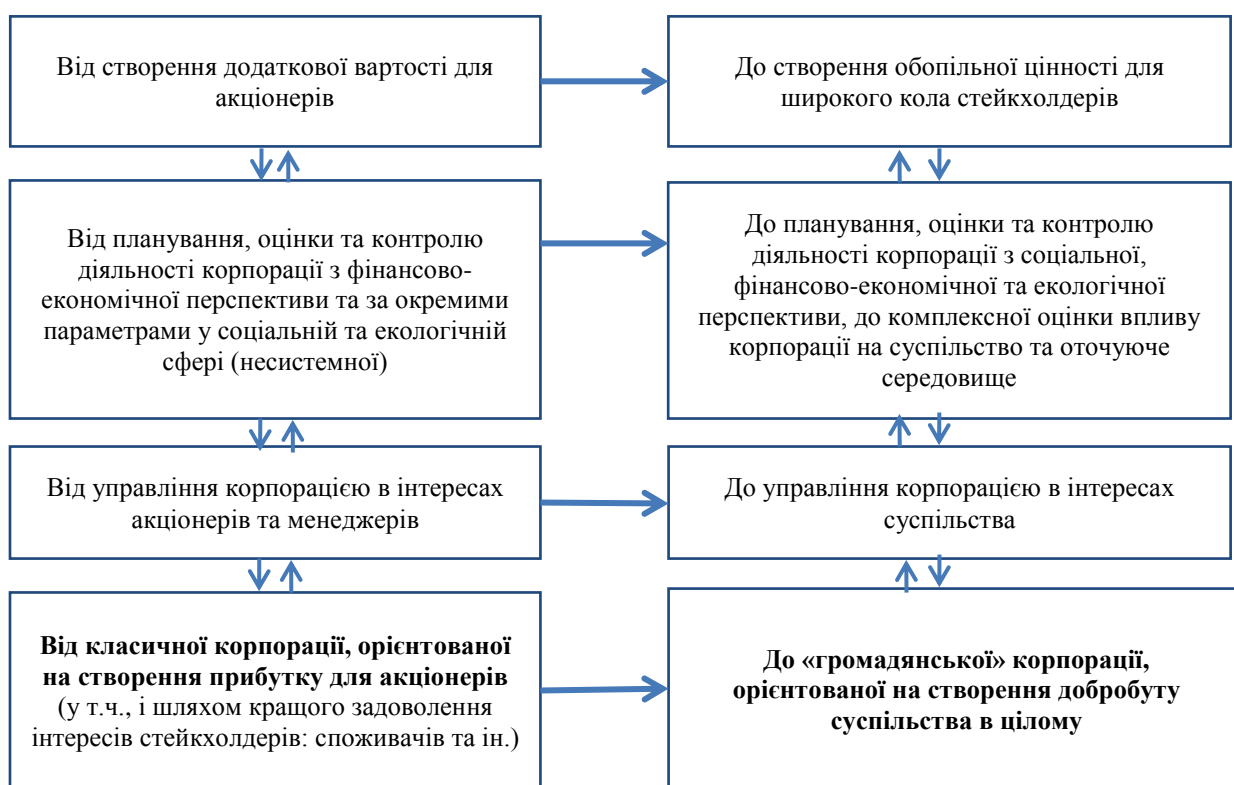 Від створення додаткової вартості для
акціонерів
До створення обопільної цінності для
широкого кола стейкхолдерів
Від планування, оцінки та контролю
діяльності корпорації з фінансово-
економічної перспективи та за окремими
параметрами у соціальній та екологічній
сфері (несистемної)
До планування, оцінки та контролю
діяльності корпорації з соціальної,
фінансово-економічної та екологічної
перспективи, до комплексної оцінки впливу
корпорації на суспільство та оточуюче
середовище
Від управління корпорацією в інтересах
акціонерів та менеджерів
До управління корпорацією в інтересах
суспільства
Від класичної корпорації, орієнтованої
на створення прибутку для акціонерів
(у т.ч., і шляхом кращого задоволення
інтересів стейкхолдерів: споживачів та ін.)
До «громадянської» корпорації,
орієнтованої на створення добробуту
суспільства в цілому